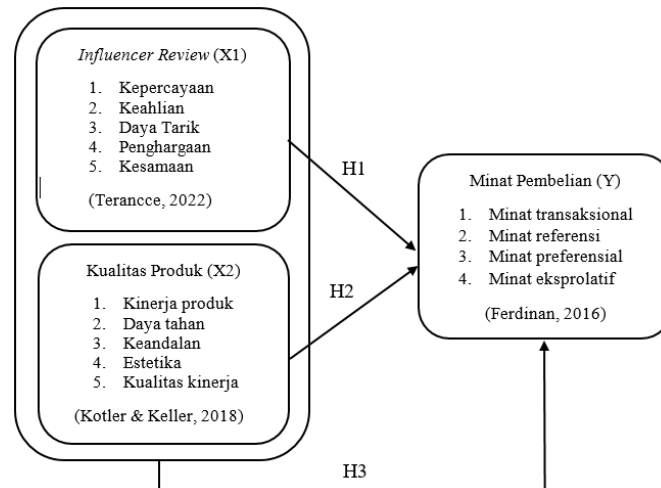 Influencer Review (X1)
1. Kepercayaan
2. Keahlian
3. Daya Tarik
4. Penghargaan
5. Kesamaan
(Terancce, 2022)
H1
Minat Pembelian (Y)
1. Minat transaksional
2. Minat referensi
3. Minat preferensial
4. Minat eksprolatif
(Ferdinan, 2016)
Kualitas Produk (X2)
1. Kinerja produk
2. Daya tahan
3. Keandalan
4. Estetika
5. Kualitas kinerja
(Kotler & Keller, 2018)
H2
H3